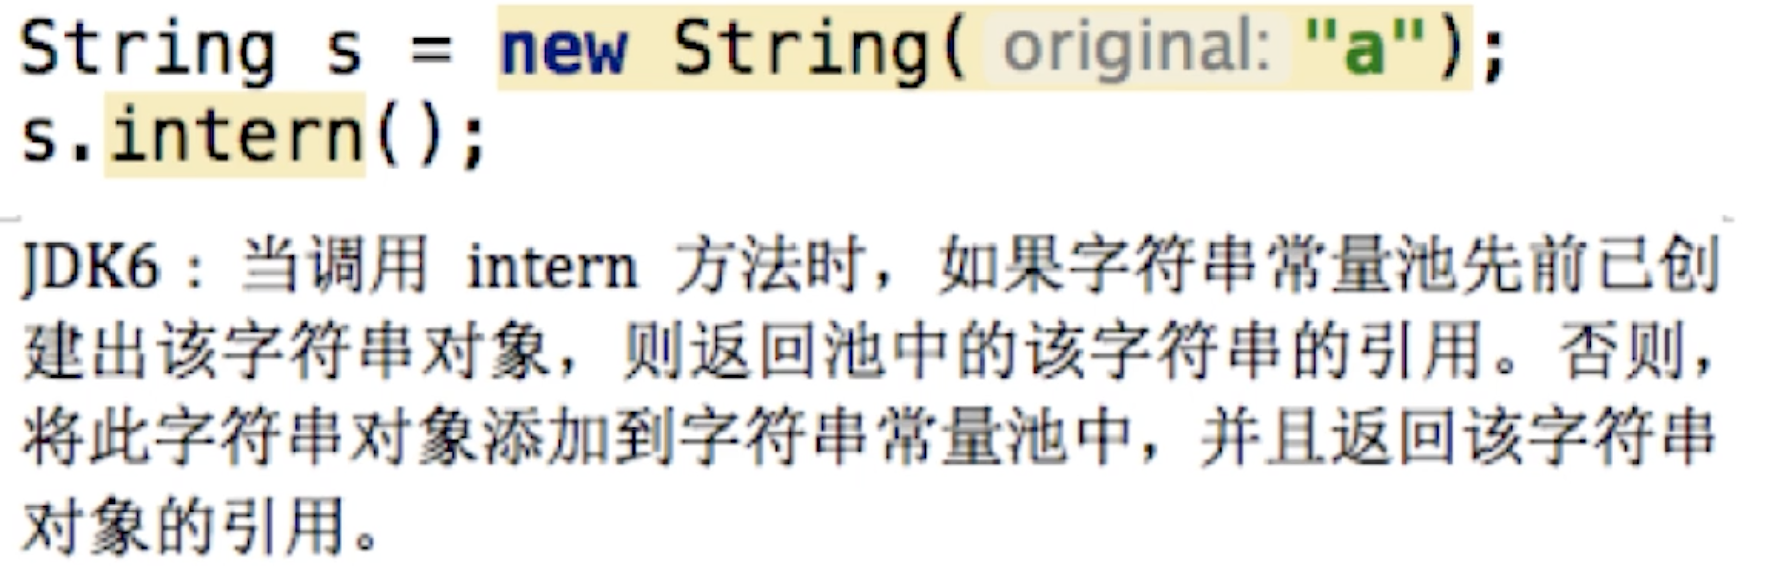 String s = new String( original: "a");
s.intern();
JDK6：当调用 intern 方法时，如果字符串常量池先前已创
建出该字符串对象，则返回池中的该字符串的引用。否则，
将此字符串对象添加到字符串常量池中，并且返回该字符串
对象的引用。